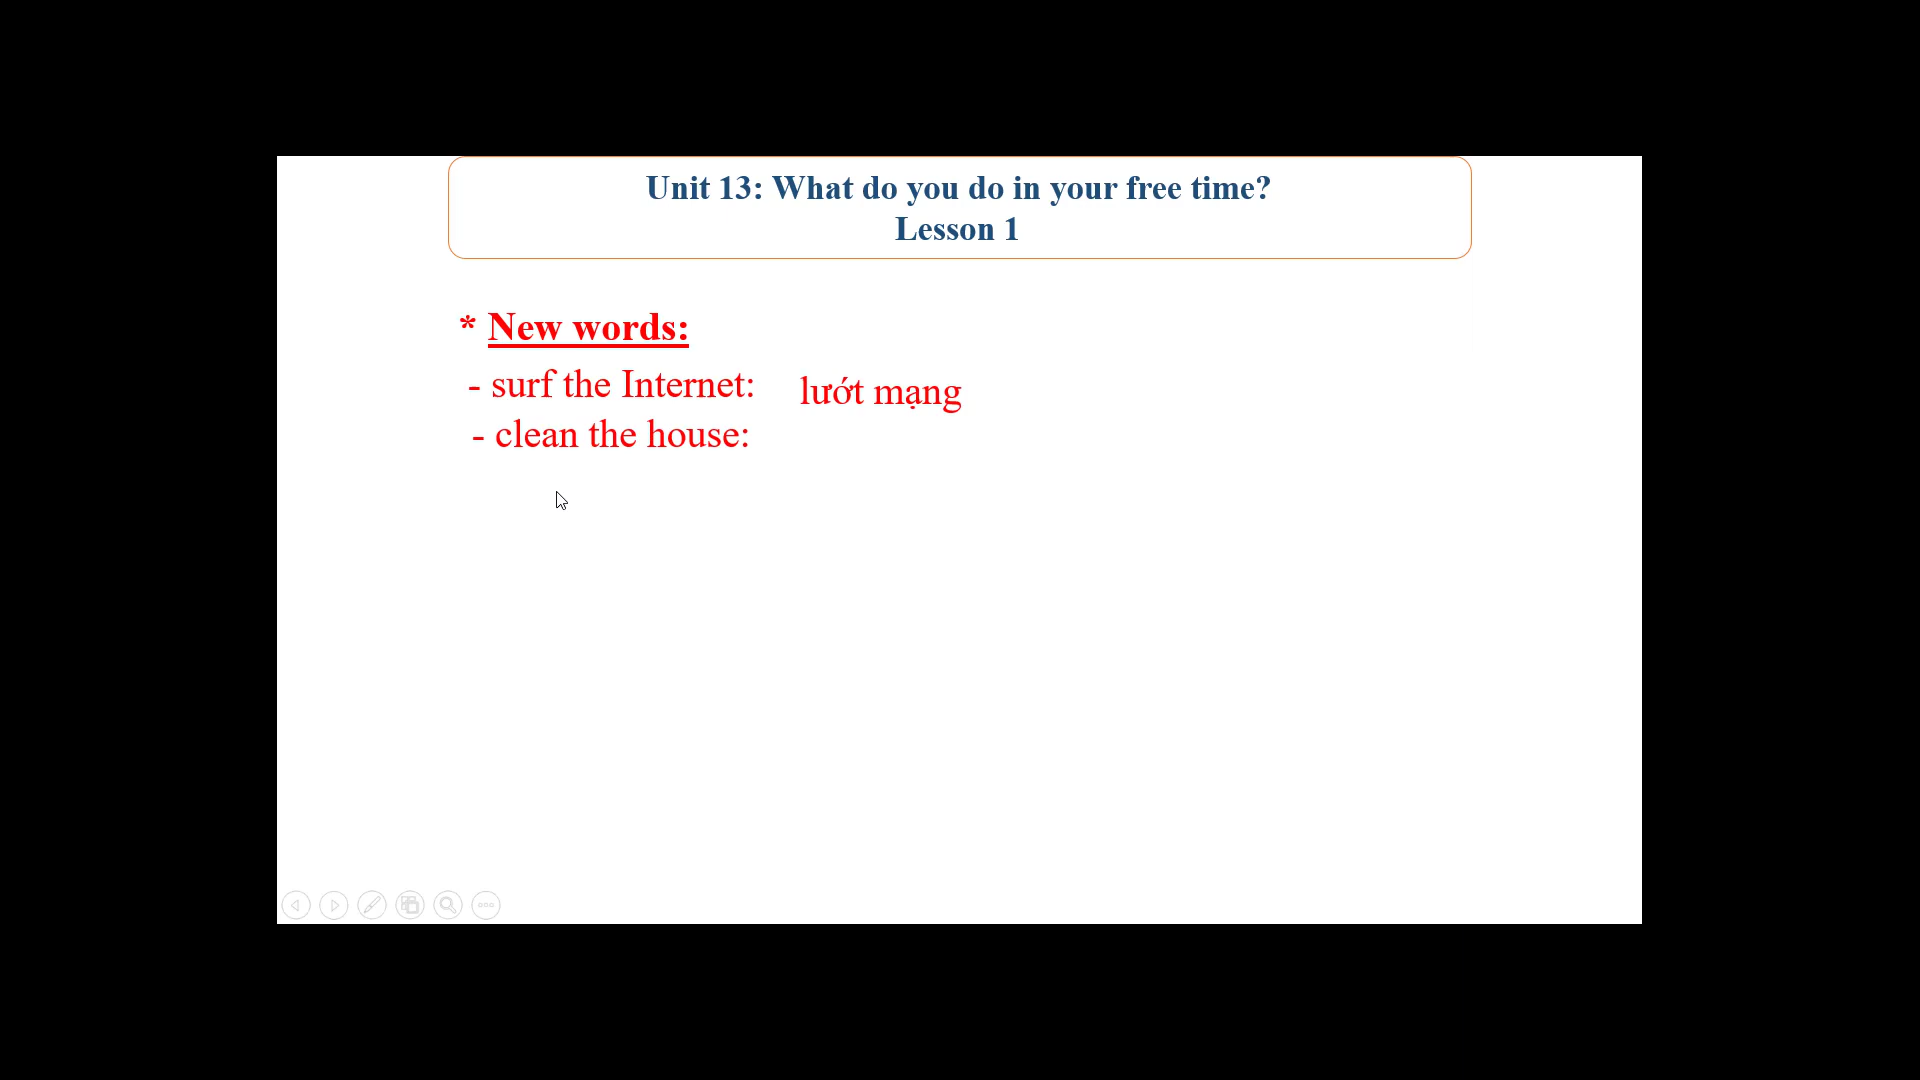 Unit 13: What do you do in your free time?
Lesson 1
* New words:
- surf the Internet: lướt mạng
- clean the house: